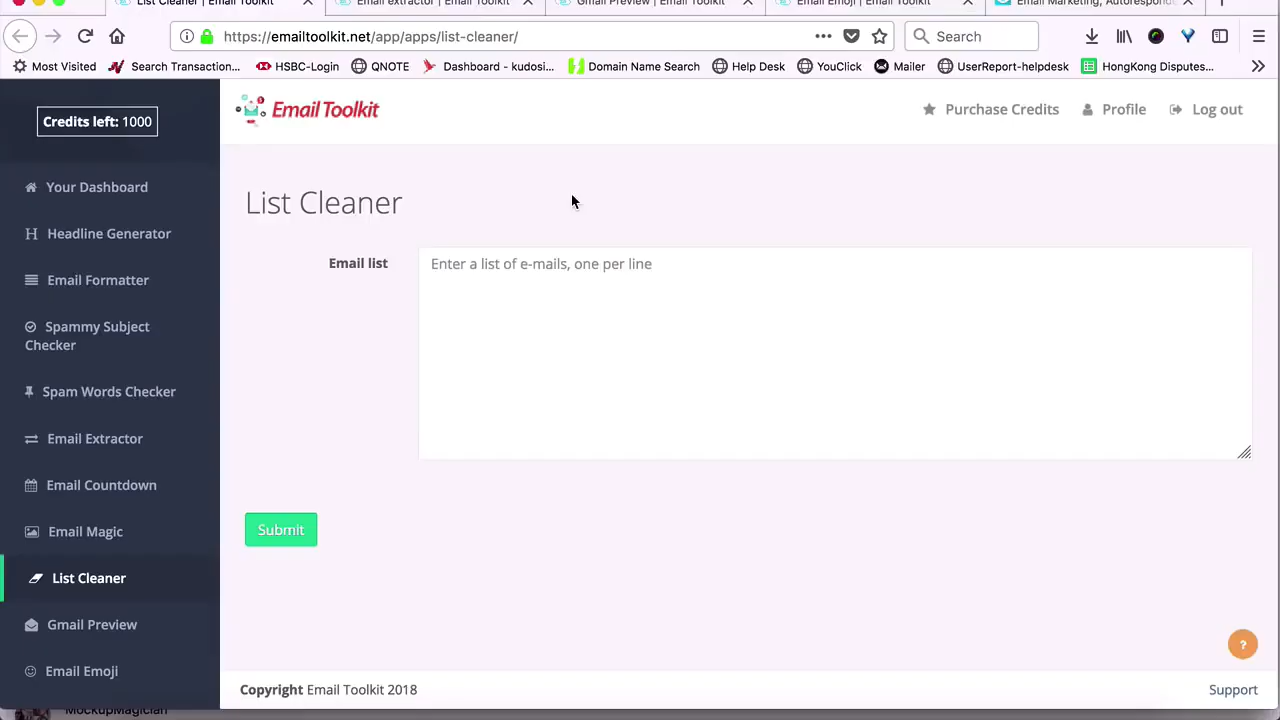 List Cleaner | Email Toolkit
Email extractor | Email Toolkit
Gmail Preview | Email Toolkit
Email Emoji | Email Toolkit
Email Marketing, Autorespond
https://emailtoolkit.net/app/apps/list-cleaner/
Search
Most Visited
Search Transaction...
HSBC-Login
QNOTE
Dashboard - kudosi...
Domain Name Search
Help Desk
YouClick
Mailer
UserReport-helpdesk
HongKong Disputes...
Credits left: 1000
Email Toolkit
Purchase Credits
Profile
Log out
Your Dashboard
Headline Generator
Email Formatter
Spammy Subject
Checker
Spam Words Checker
Email Extractor
Email Countdown
Email Magic
List Cleaner
Gmail Preview
Email Emoji
List Cleaner
Email list
Enter a list of e-mails, one per line
Submit
?
Copyright Email Toolkit 2018
Support
MockupMagician